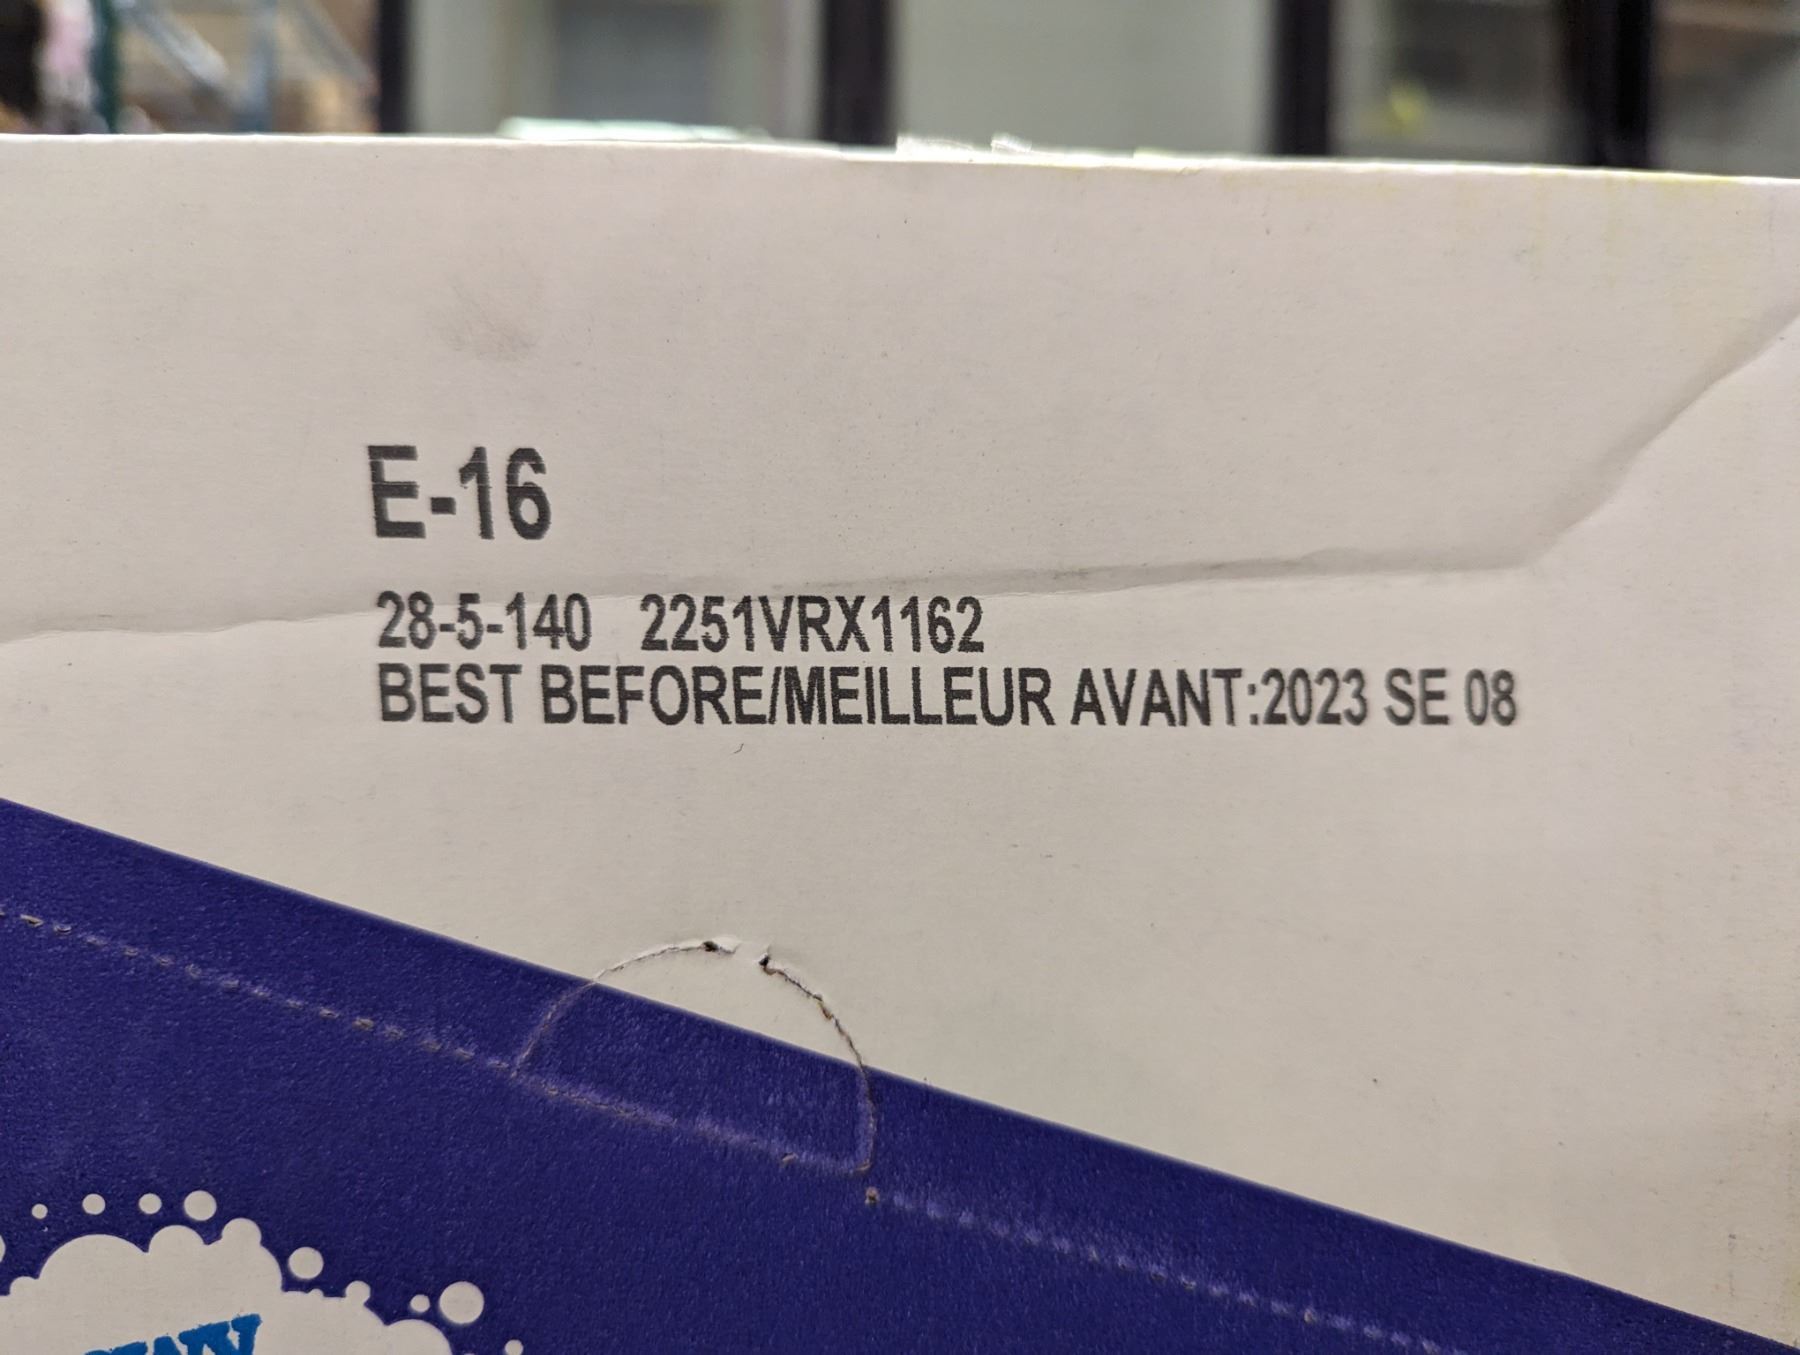 E-16
28-5-140 2251VRX1162
BEST BEFORE/MEILLEUR AVANT:2023 SE 08